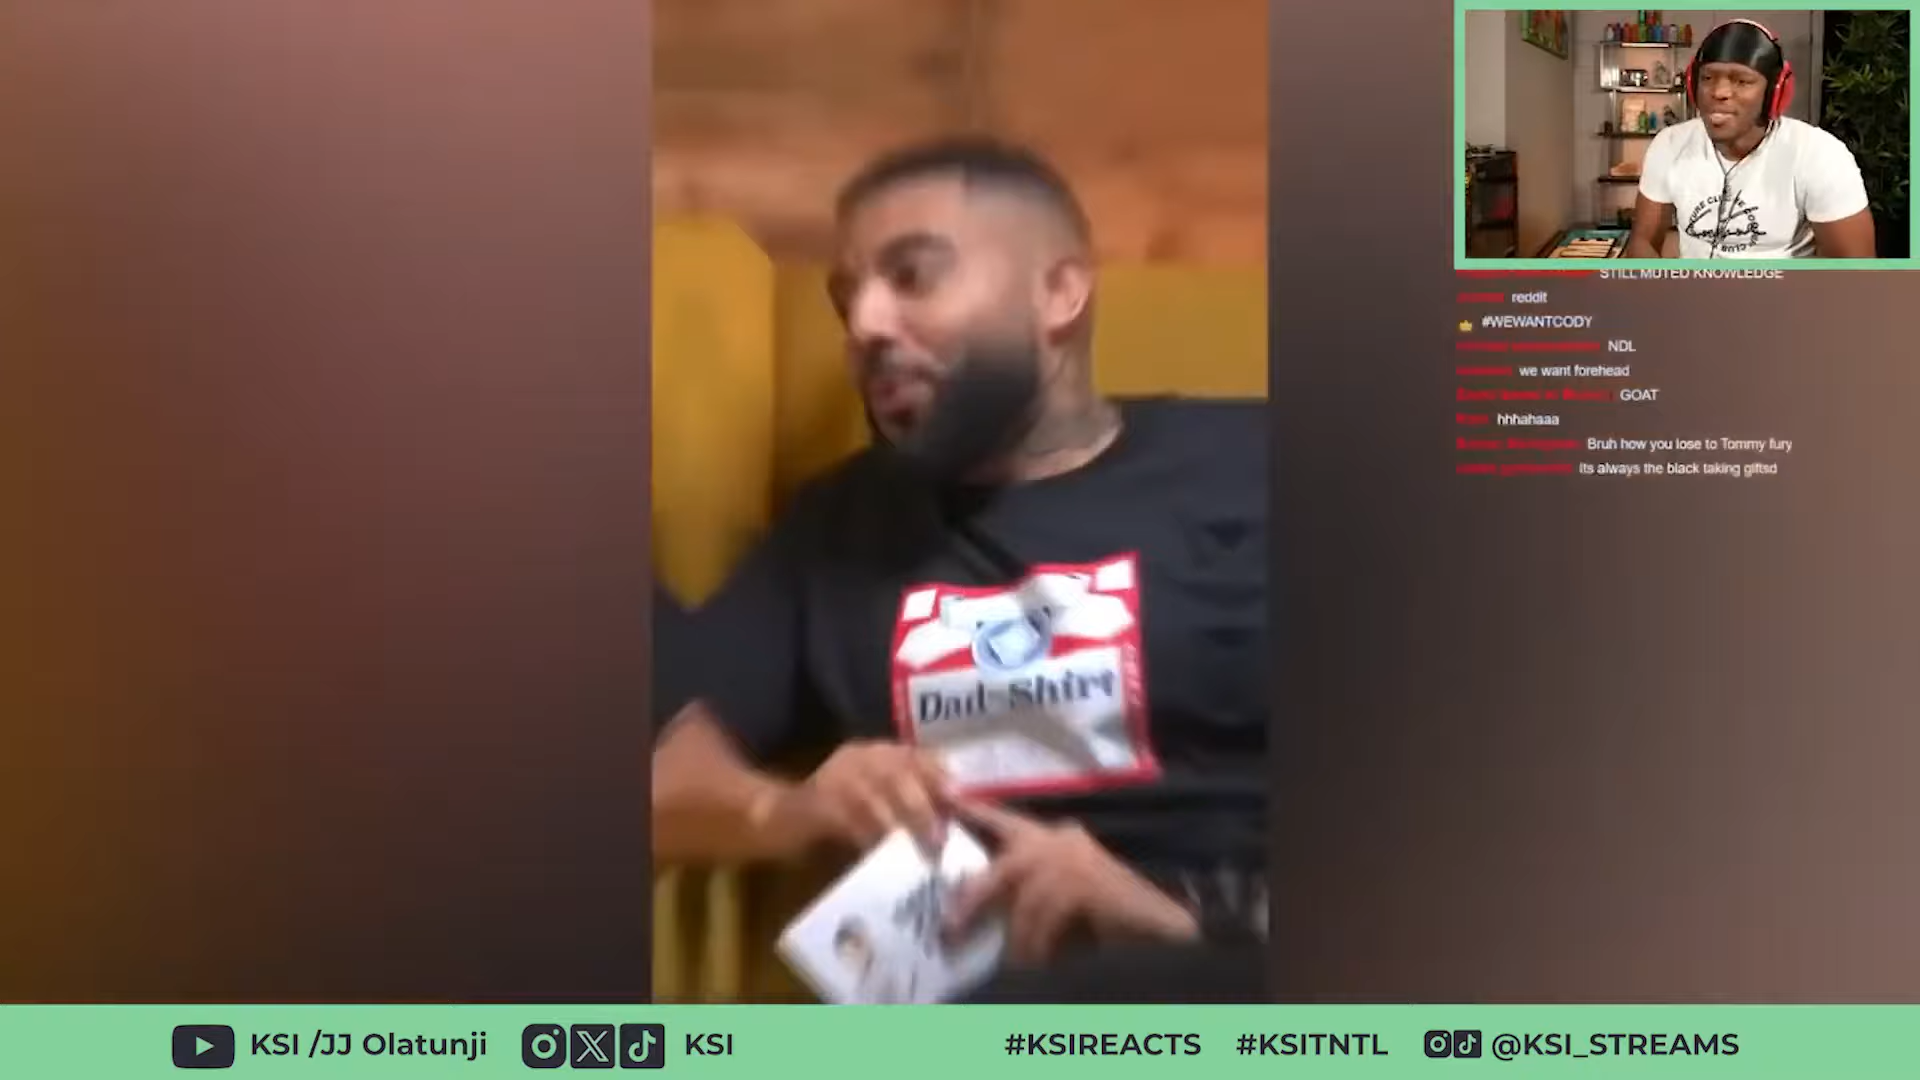 Dad-Shirt
STILL MUTED KNOWLEDGE
reddit
#WEWANTCODY
NDL
we want forehead
GOAT
hhhahaaa
Bruh how you lose to Tommy fury
Its always the black taking giftsd
KSI /JJ Olatunji
KSI
#KSIREACTS
#KSITNTL
@KSI_STREAMS